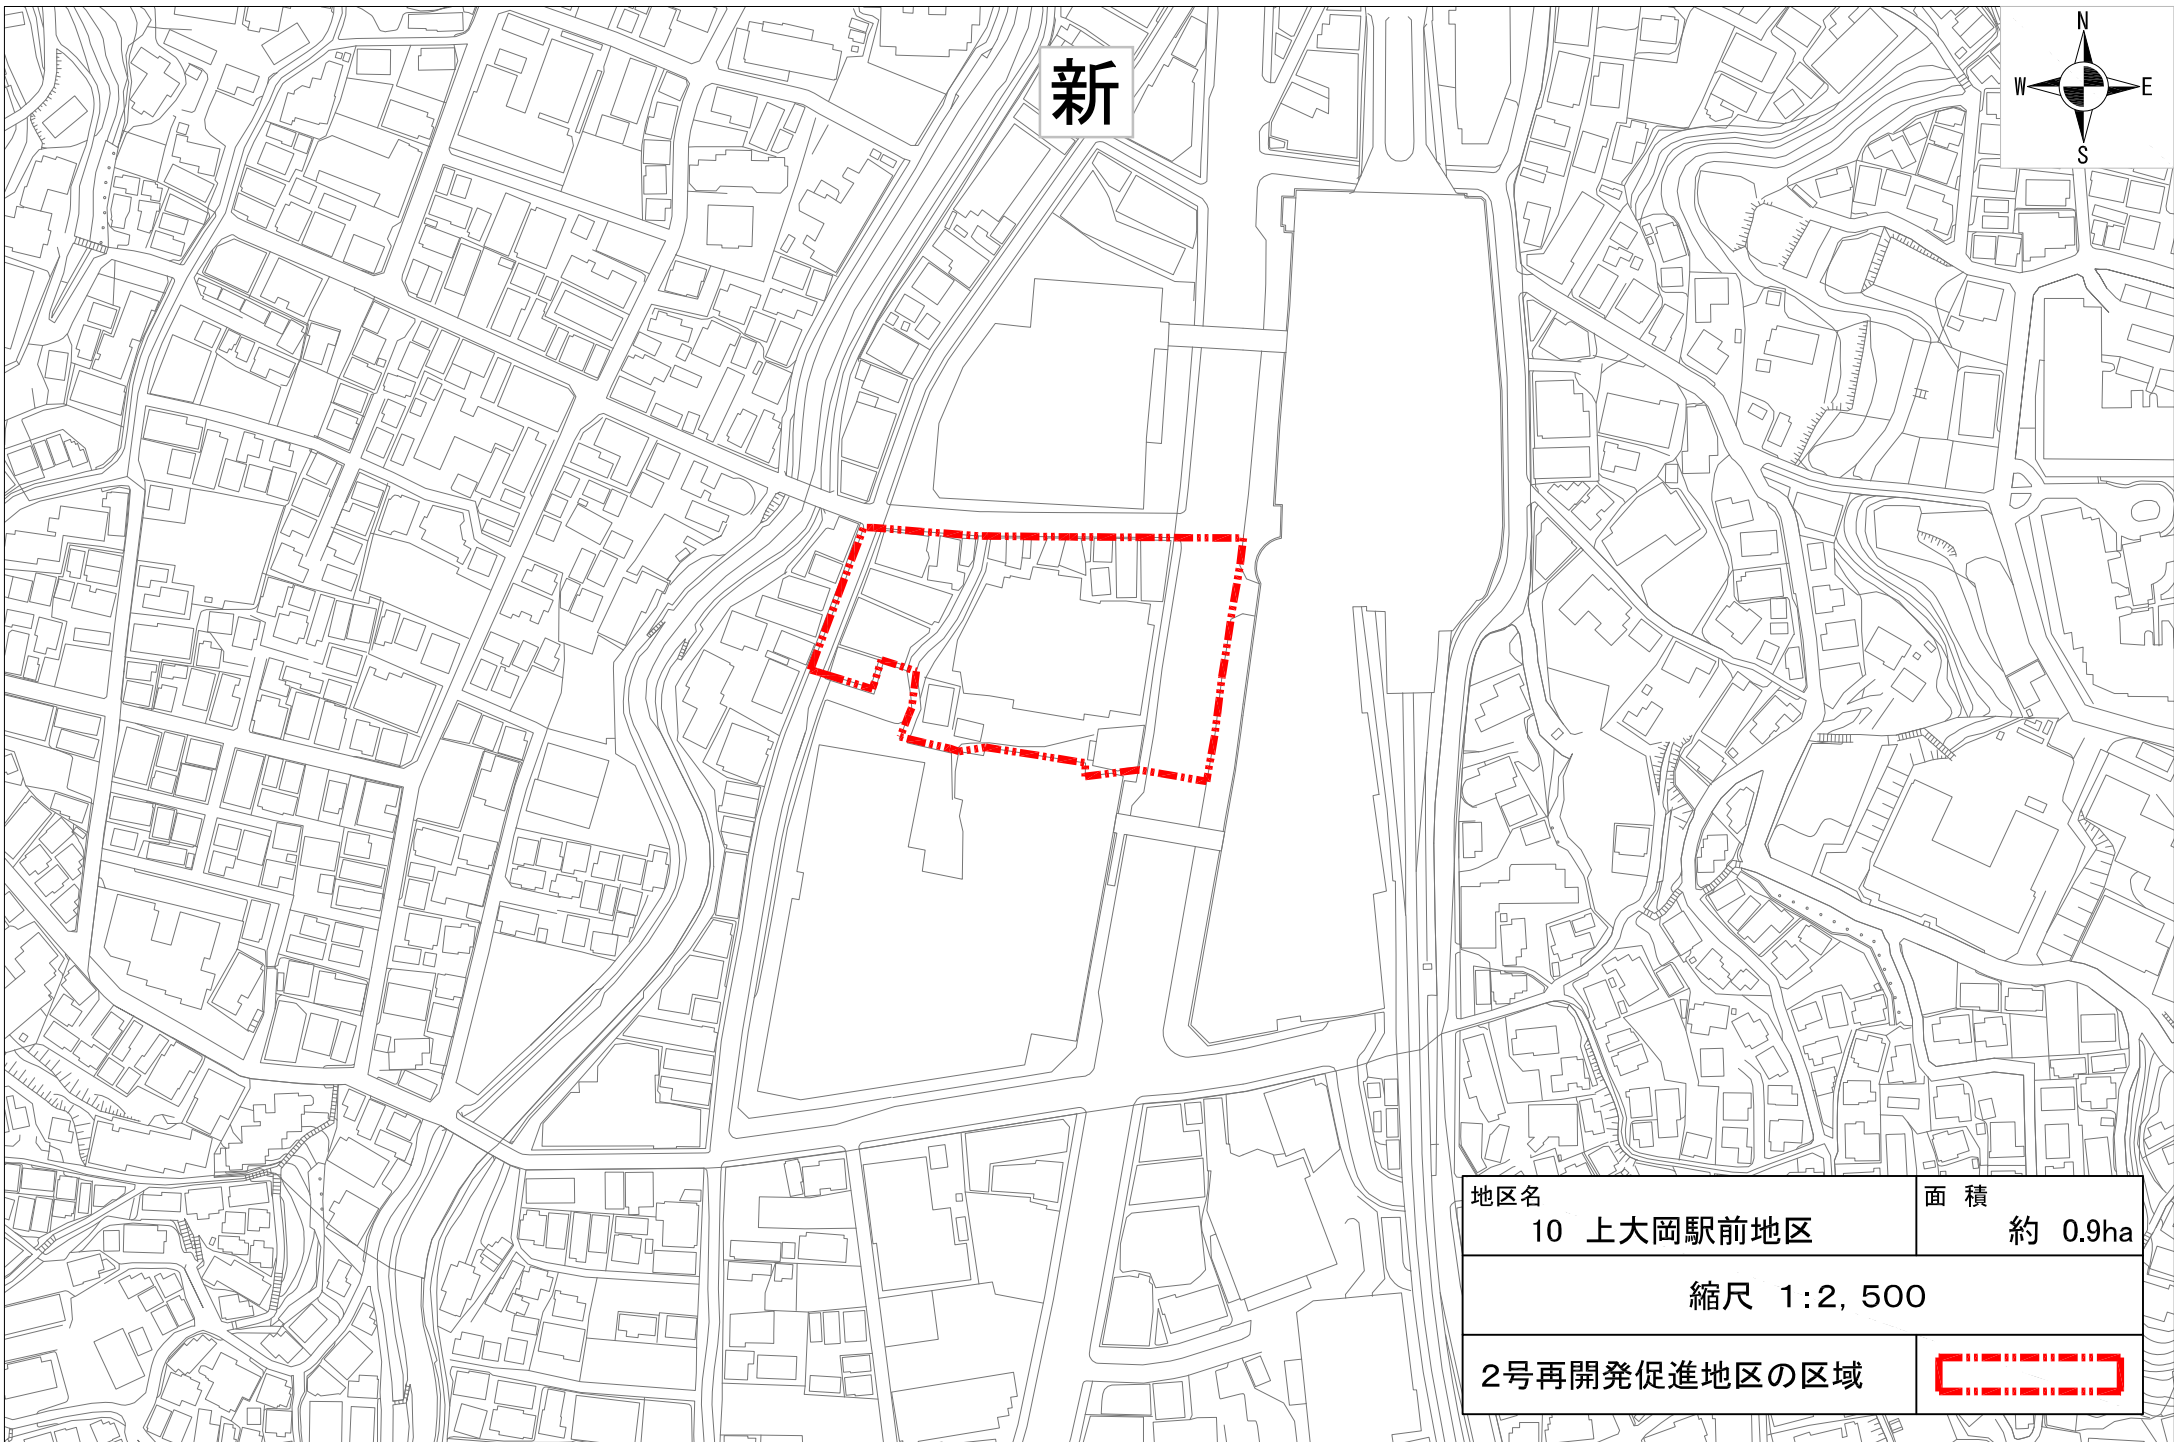 新
N
W E
S
地区名
10 上大岡駅前地区
面 積
約 0.9ha
縮尺 1:2,500
2号再開発促進地区の区域